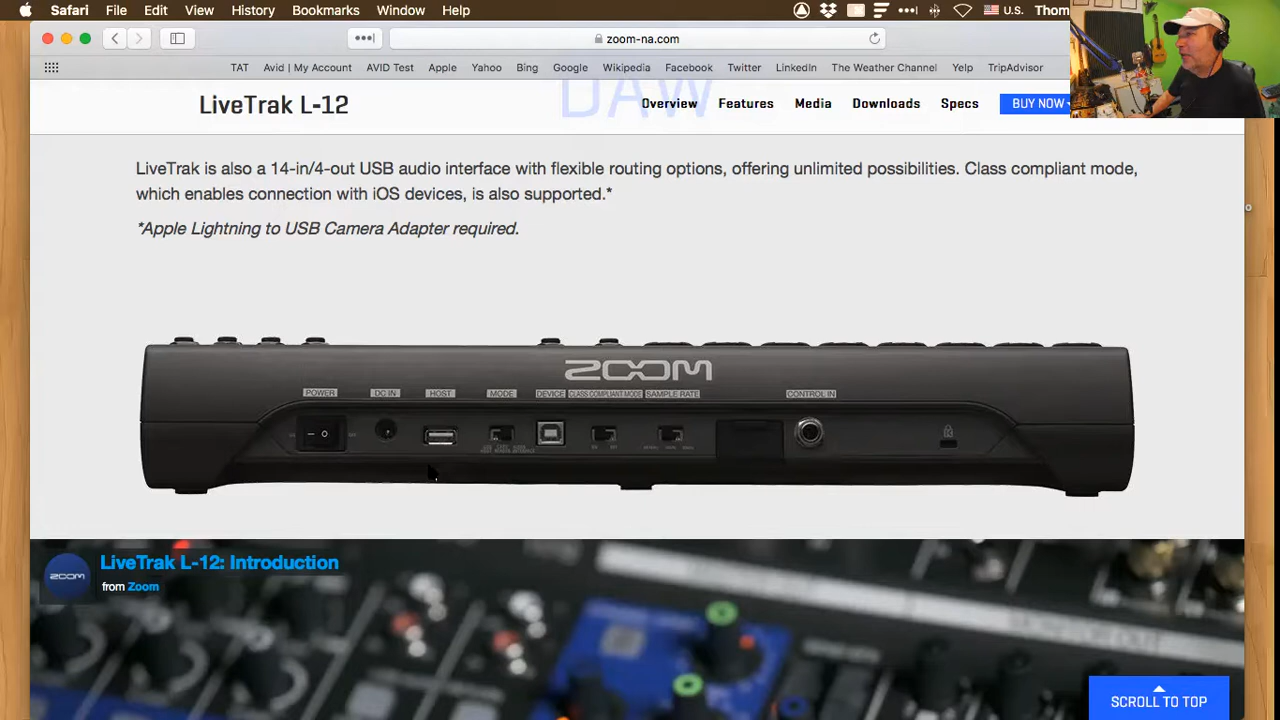 Safari File Edit View History Bookmarks Window Help U.S. Thom
zoom-na.com
TAT Avid | My Account AVID Test Apple Yahoo Bing Google Wikipedia Facebook Twitter LinkedIn The Weather Channel Yelp TripAdvisor
DAW
LiveTrak L-12 Overview Features Media Downloads Specs BUY NOW
LiveTrak is also a 14-in/4-out USB audio interface with flexible routing options, offering unlimited possibilities. Class compliant mode,
which enables connection with iOS devices, is also supported.*
*Apple Lightning to USB Camera Adapter required.
ZOOM
POWER DC IN HOST MODE DEVICE CLASS COMPLIANT MODE SAMPLE RATE CONTROL IN
LiveTrak L-12: Introduction
ZOOM
from Zoom
SCROLL TO TOP